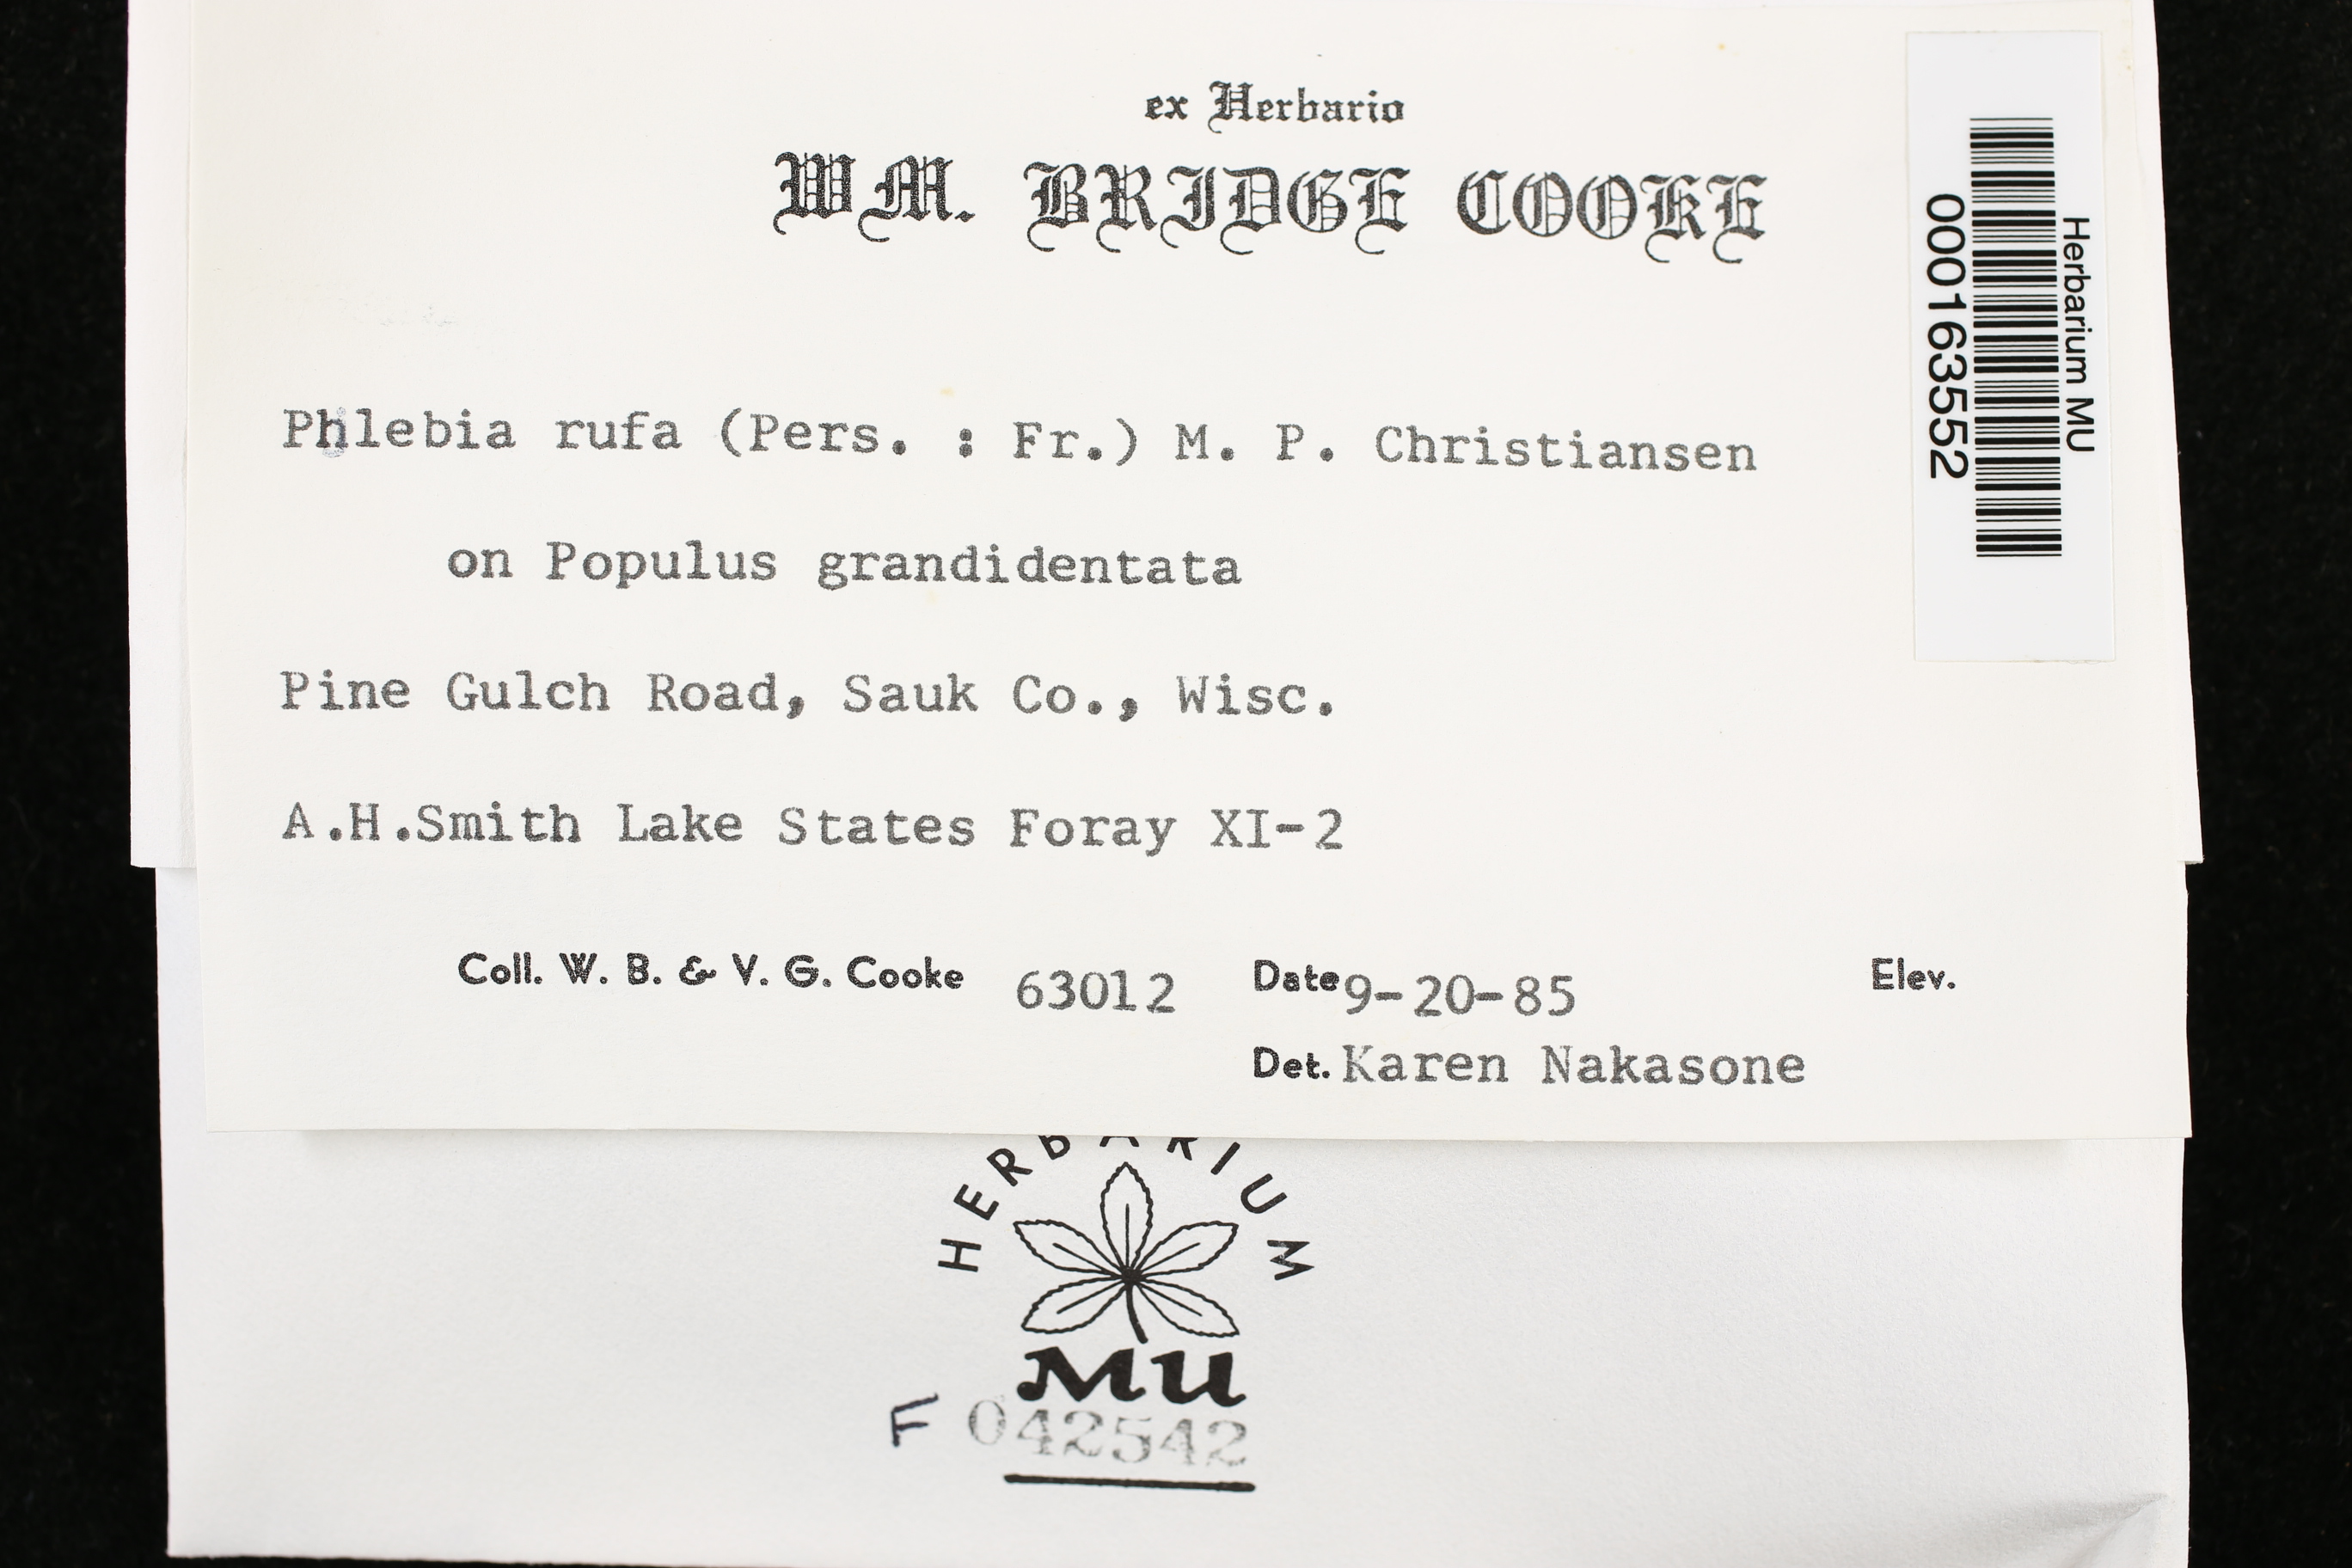 ex Herbario
WM. BRIDGE COOKE
Phlebia rufa (Pers. : Fr.) M. P. Christiansen
on Populus grandidentata
Pine Gulch Road, Sauk Co., Wisc.
A.H.Smith Lake States Foray XI-2
Coll. W. B. & V. G. Cooke 63012 Date 9-20-85 Elev.
Det. Karen Nakasone
Herbarium MU
000163552
HERBARIUM
MU
F 042542